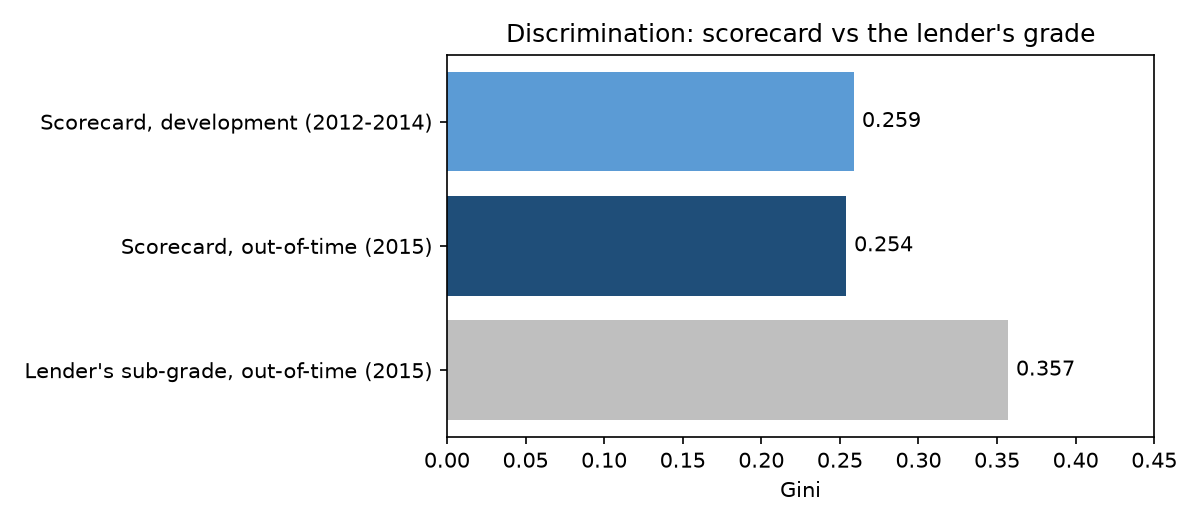 Discrimination: scorecard vs the lender's grade
Scorecard, development (2012-2014)
0.259
Scorecard, out-of-time (2015)
0.254
Lender's sub-grade, out-of-time (2015)
0.357
0.00 0.05 0.10 0.15 0.20 0.25 0.30 0.35 0.40 0.45
Gini